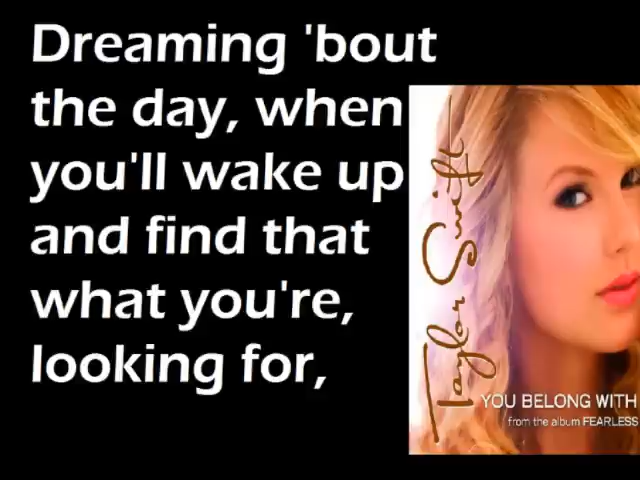 Dreaming 'bout
the day, when
you'll wake up
and find that
what you're,
looking for,
Taylor Swift
YOU BELONG WITH
from the album FEARLESS